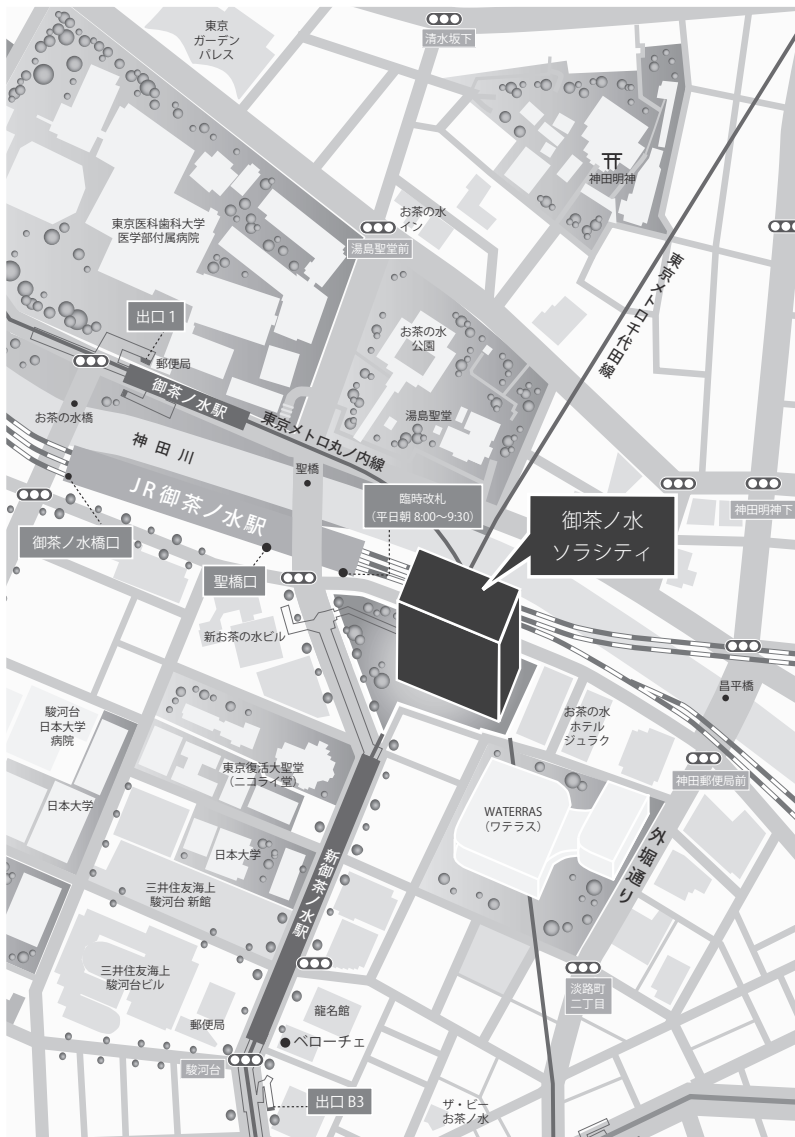 東京
ガーデン
パレス
清水坂下
神田明神
東京医科歯科大学
医学部付属病院
お茶の水
イン
湯島聖堂前
東京メトロ千代田線
出口 1
お茶の水
公園
郵便局
御茶ノ水駅
湯島聖堂
お茶の水橋
東京メトロ丸ノ内線
神田川
聖橋
JR御茶ノ水駅
臨時改札
(平日朝 8:00～9:30)
神田明神下
御茶ノ水
ソラシティ
御茶ノ水橋口
聖橋口
新お茶の水ビル
昌平橋
駿河台
日本大学
病院
お茶の水
ホテル
ジュラク
東京復活大聖堂
(ニコライ堂)
神田郵便局前
日本大学
WATERRAS
(ワテラス)
外堀通り
日本大学
新御茶ノ水駅
三井住友海上
駿河台 新館
三井住友海上
駿河台ビル
淡路町
二丁目
龍名館
郵便局
ベローチェ
駿河台
出口 B3
ザ・ビー
お茶ノ水